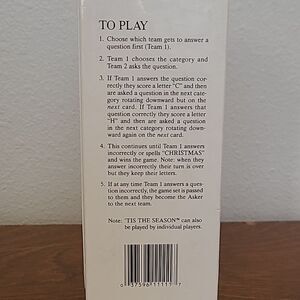 TO PLAY
1. Choose which team gets to answer a
question first (Team 1).
2. Team 1 chooses the category and
Team 2 asks the question.
3. If Team 1 answers the question cor-
rectly they score a letter "C" and then
are asked a question in the next cate-
gory rotating downward but on the
next card. If Team 1 answers that
question correctly they score a letter
"H" and then are asked a question
in the next category rotating down-
ward again on the next card.
4. This continues until Team 1 answers
incorrectly or spells "CHRISTMAS"
and wins the game. Note: when they
answer incorrectly their turn is over
but they keep their letters.
5. If at any time Team 1 answers a ques-
tion incorrectly, the game set is passed
to them and they become the Asker
to the next team.
Note: 'TIS THE SEASON™ can also
be played by individual players.
0 37596 11111 7